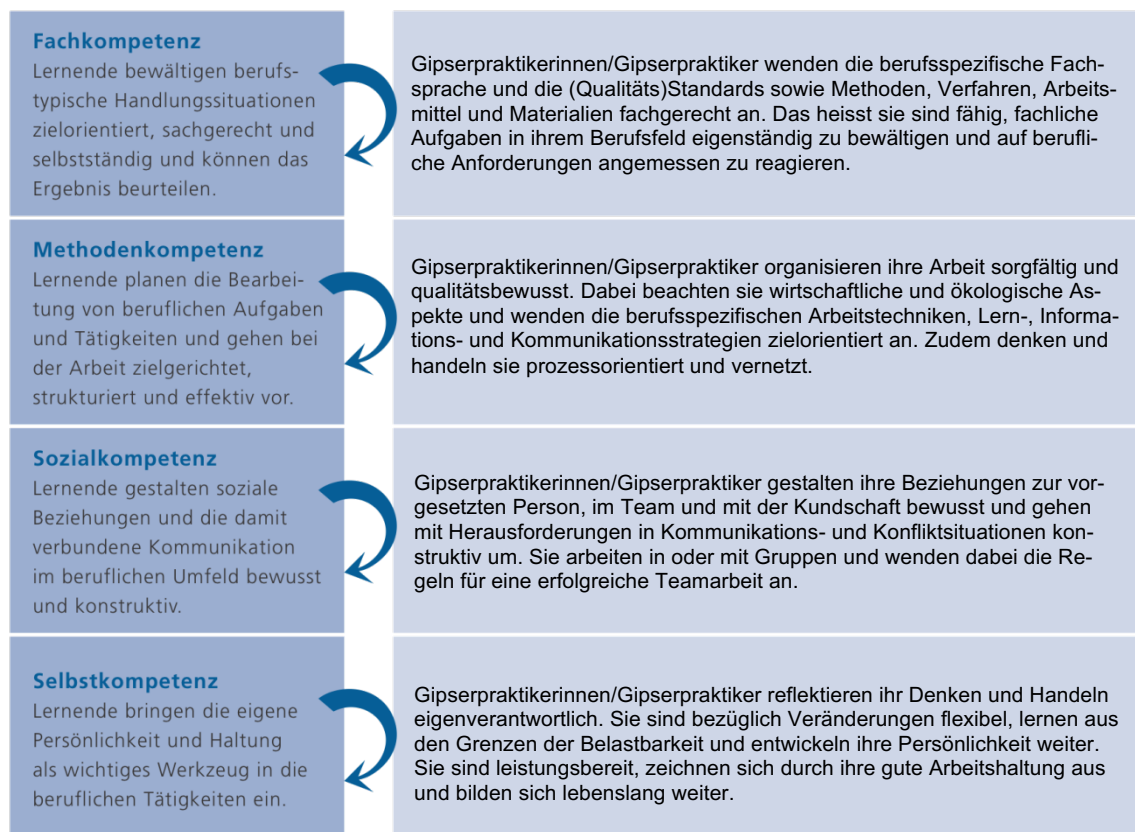 Fachkompetenz
Lernende bewältigen berufs-
typische Handlungssituationen
zielorientiert, sachgerecht und
selbstständig und können das
Ergebnis beurteilen.
Gipserpraktikerinnen/Gipserpraktiker wenden die berufsspezifische Fach-
sprache und die (Qualitäts)Standards sowie Methoden, Verfahren, Arbeits-
mittel und Materialien fachgerecht an. Das heisst sie sind fähig, fachliche
Aufgaben in ihrem Berufsfeld eigenständig zu bewältigen und auf berufli-
che Anforderungen angemessen zu reagieren.
Methodenkompetenz
Lernende planen die Bearbei-
tung von beruflichen Aufgaben
und Tätigkeiten und gehen bei
der Arbeit zielgerichtet,
strukturiert und effektiv vor.
Gipserpraktikerinnen/Gipserpraktiker organisieren ihre Arbeit sorgfältig und
qualitätsbewusst. Dabei beachten sie wirtschaftliche und ökologische As-
pekte und wenden die berufsspezifischen Arbeitstechniken, Lern-, Informa-
tions- und Kommunikationsstrategien zielorientiert an. Zudem denken und
handeln sie prozessorientiert und vernetzt.
Sozialkompetenz
Lernende gestalten soziale
Beziehungen und die damit
verbundene Kommunikation
im beruflichen Umfeld bewusst
und konstruktiv.
Gipserpraktikerinnen/Gipserpraktiker gestalten ihre Beziehungen zur vor-
gesetzten Person, im Team und mit der Kundschaft bewusst und gehen
mit Herausforderungen in Kommunikations- und Konfliktsituationen kon-
struktiv um. Sie arbeiten in oder mit Gruppen und wenden dabei die Re-
geln für eine erfolgreiche Teamarbeit an.
Selbstkompetenz
Lernende bringen die eigene
Persönlichkeit und Haltung
als wichtiges Werkzeug in die
beruflichen Tätigkeiten ein.
Gipserpraktikerinnen/Gipserpraktiker reflektieren ihr Denken und Handeln
eigenverantwortlich. Sie sind bezüglich Veränderungen flexibel, lernen aus
den Grenzen der Belastbarkeit und entwickeln ihre Persönlichkeit weiter.
Sie sind leistungsbereit, zeichnen sich durch ihre gute Arbeitshaltung aus
und bilden sich lebenslang weiter.